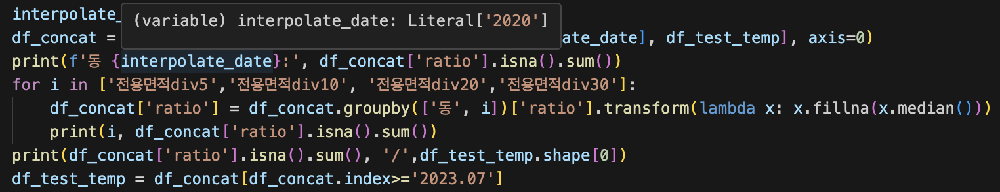 interpolate_
(variable) interpolate_date: Literal['2020']
df_concat = ate_date], df_test_temp], axis=0)
print(f'동 {interpolate_date}:', df_concat['ratio'].isna().sum())
for i in ['전용면적div5','전용면적div10', '전용면적div20','전용면적div30']:
    df_concat['ratio'] = df_concat.groupby(['동', i])['ratio'].transform(lambda x: x.fillna(x.median()))
    print(i, df_concat['ratio'].isna().sum())
print(df_concat['ratio'].isna().sum(), '/',df_test_temp.shape[0])
df_test_temp = df_concat[df_concat.index>='2023.07']